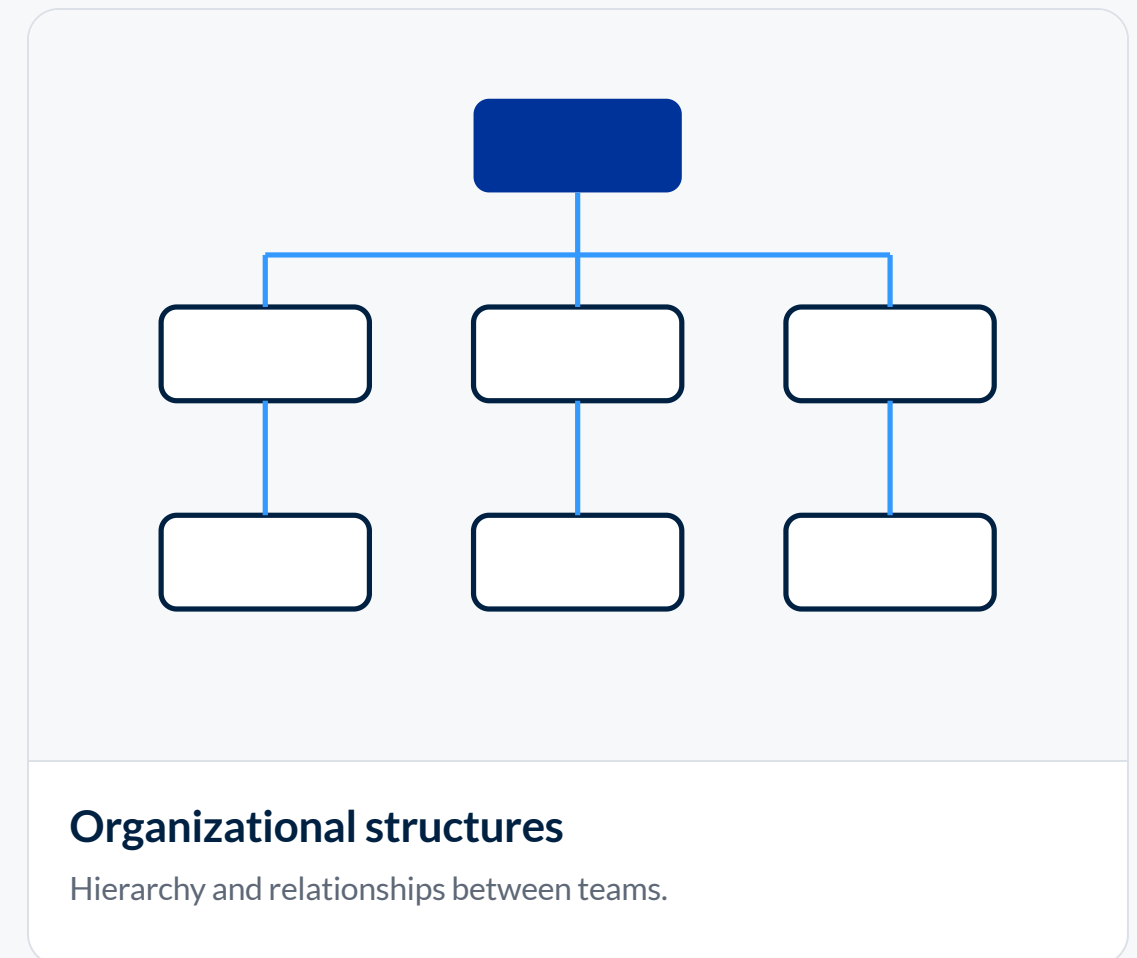 Organizational structures
Hierarchy and relationships between teams.